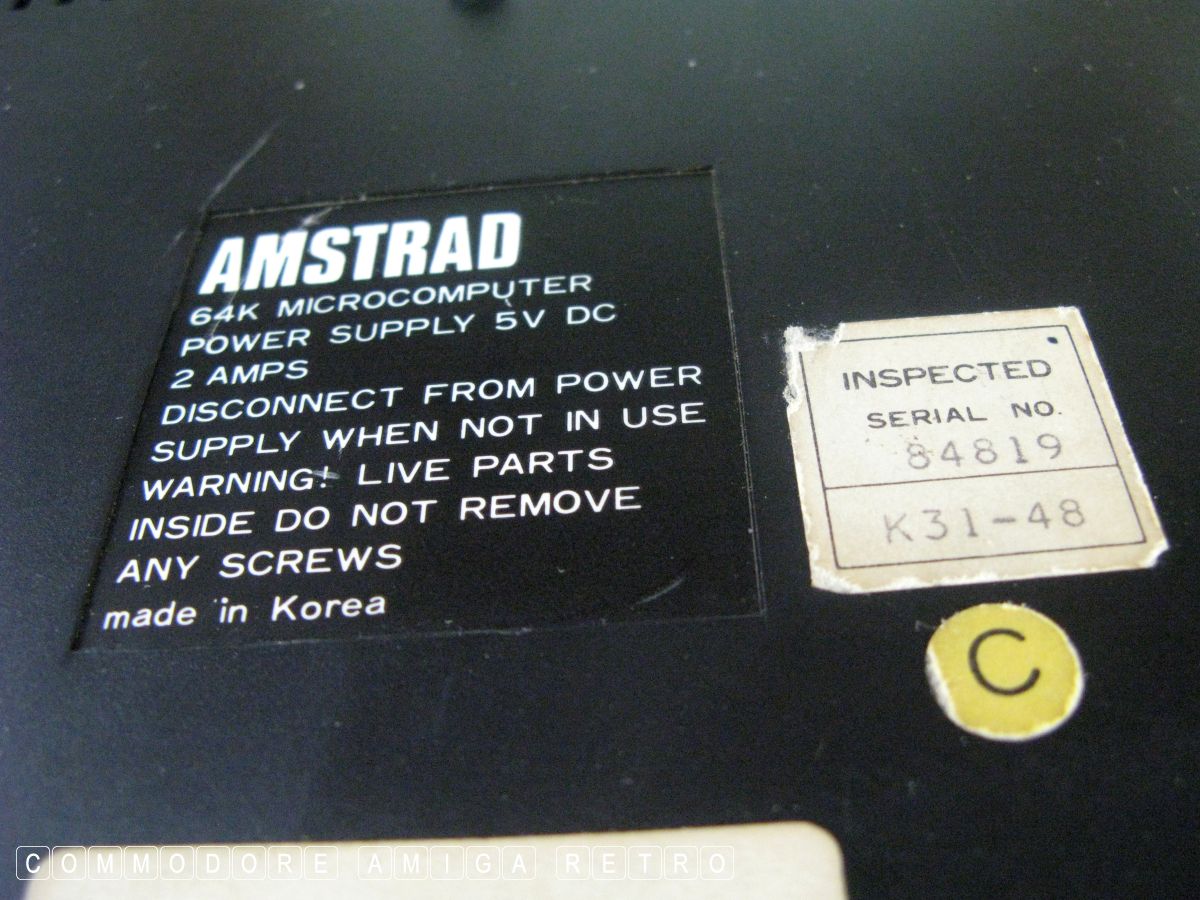 AMSTRAD
64K MICROCOMPUTER
POWER SUPPLY 5V DC
2 AMPS
DISCONNECT FROM POWER
SUPPLY WHEN NOT IN USE
WARNING! LIVE PARTS
INSIDE DO NOT REMOVE
ANY SCREWS
made in Korea
INSPECTED
SERIAL NO.
84819
K31-48
C
COMMODORE AMIGA RETRO